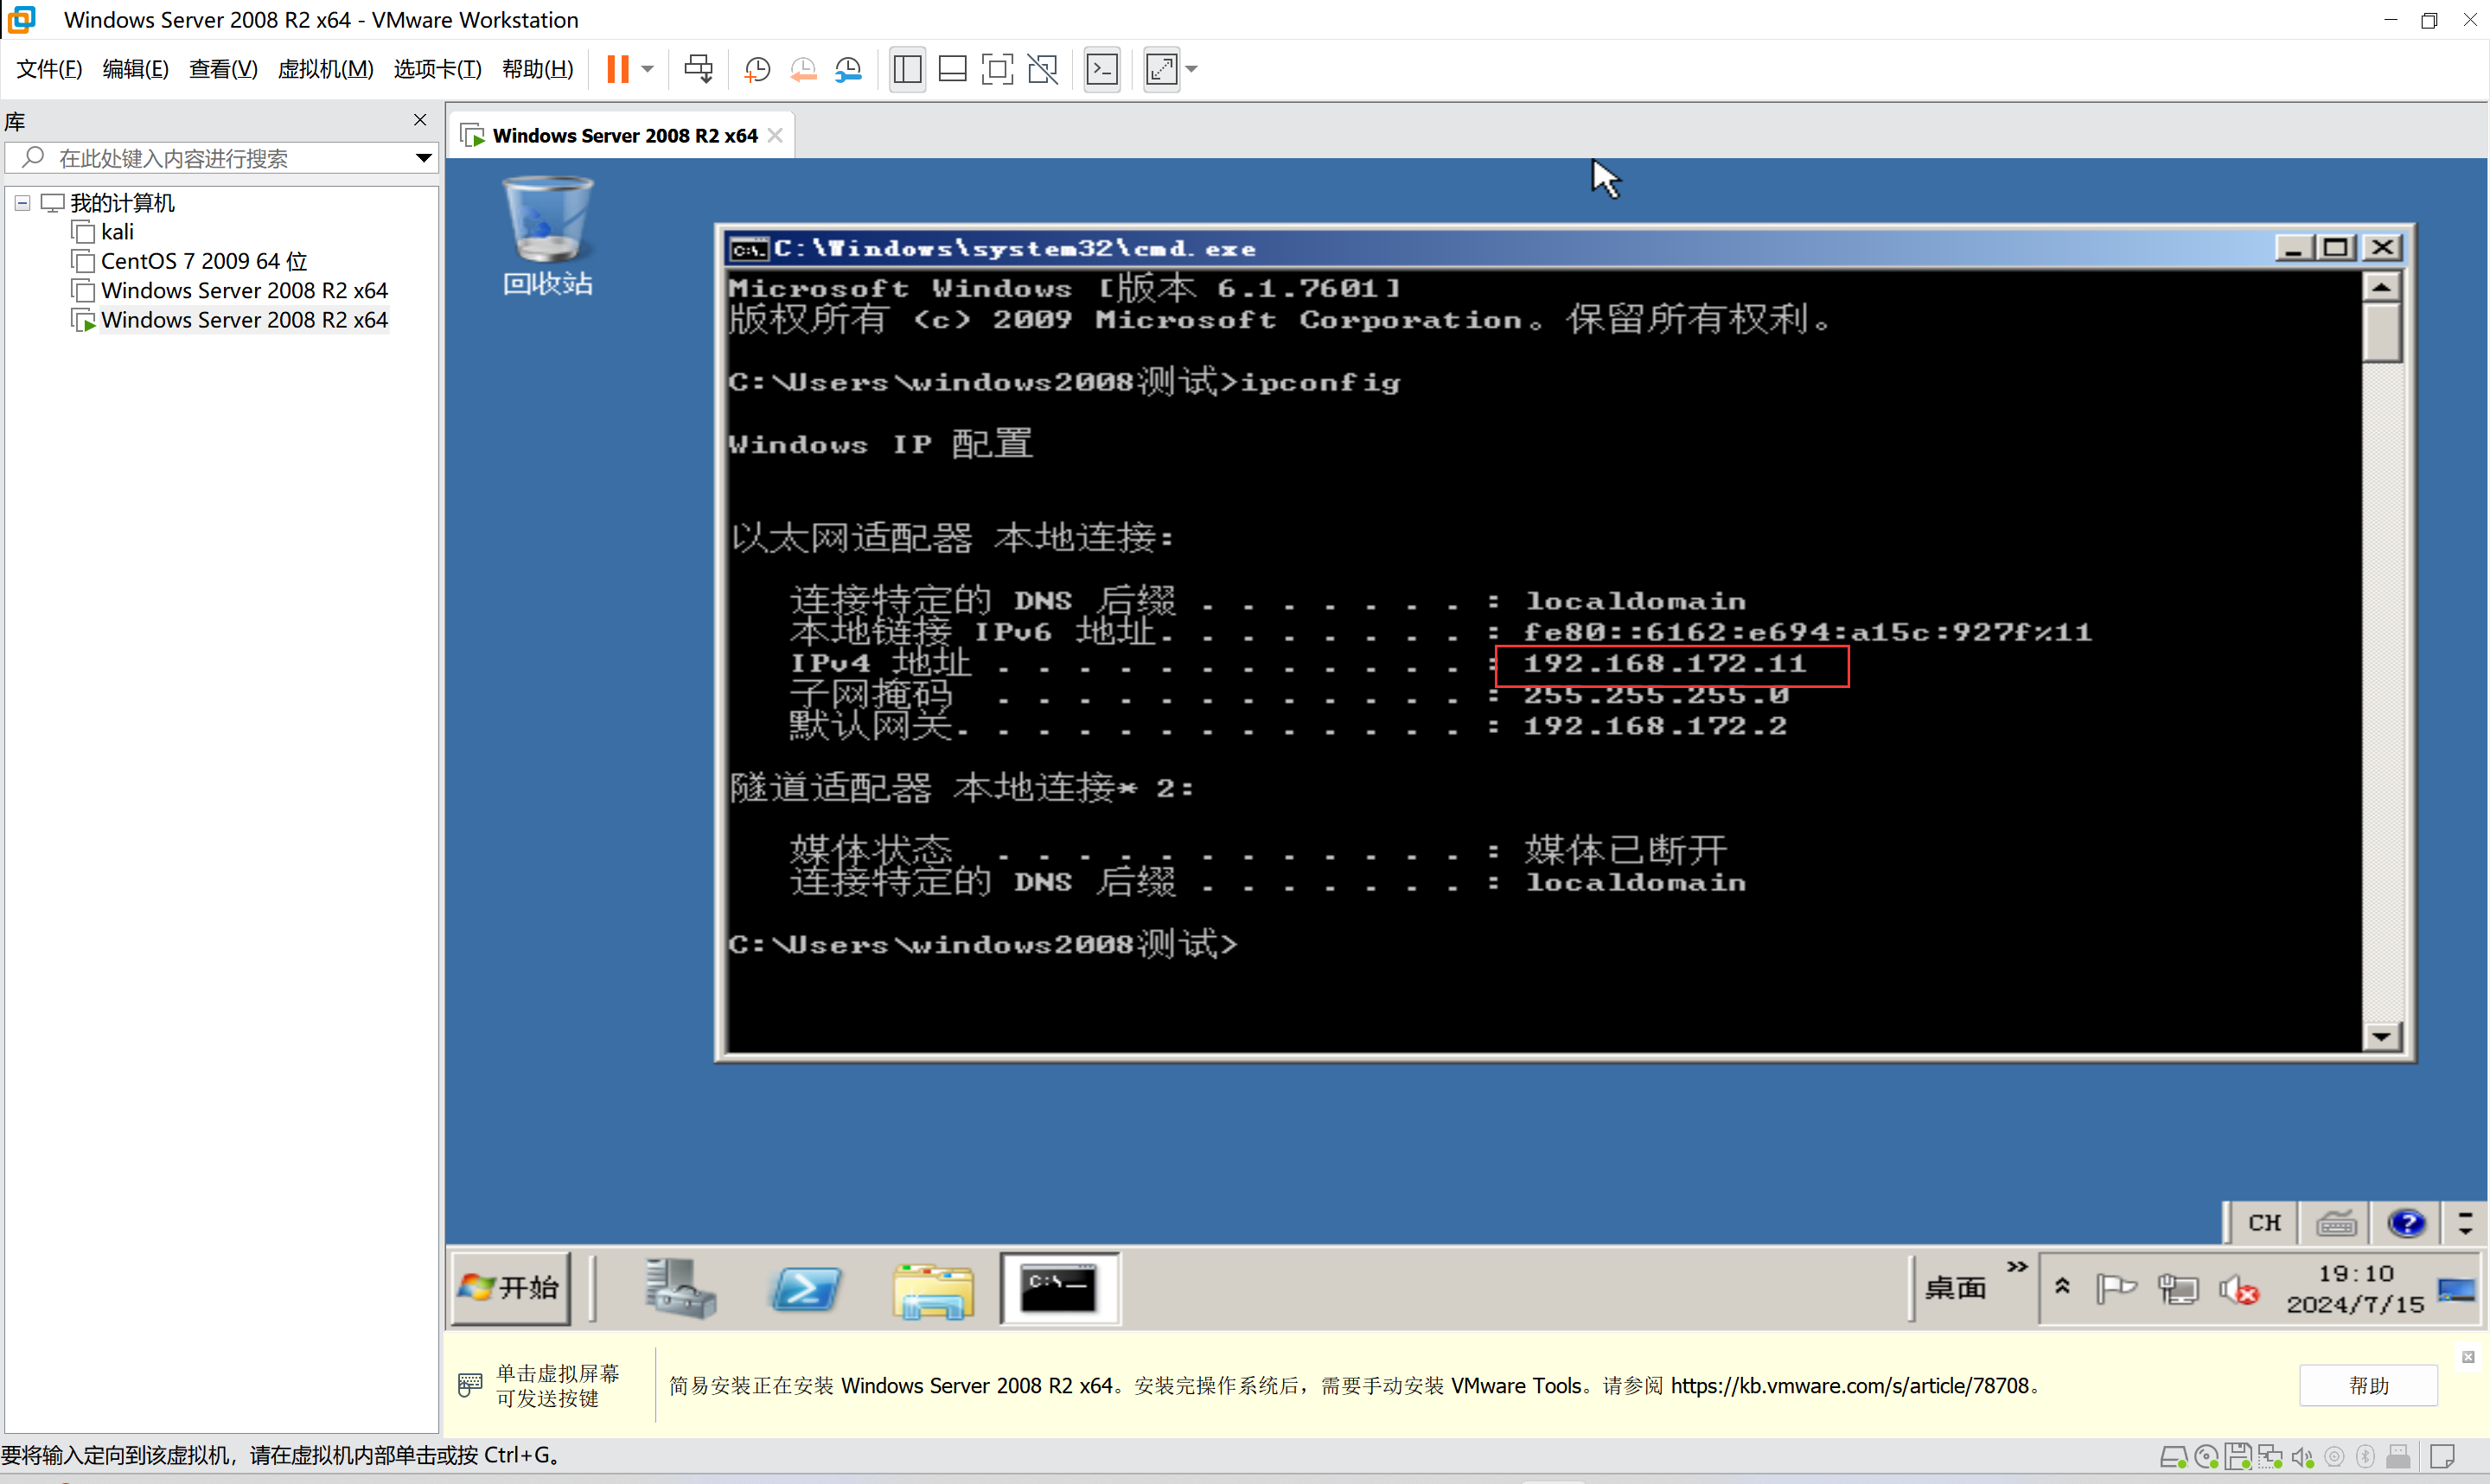 Windows Server 2008 R2 x64 - VMware Workstation
文件(F) 编辑(E) 查看(V) 虚拟机(M) 选项卡(T) 帮助(H)
库
在此处键入内容进行搜索
我的计算机
kali
CentOS 7 2009 64 位
Windows Server 2008 R2 x64
Windows Server 2008 R2 x64
Windows Server 2008 R2 x64
回收站
C:\Windows\system32\cmd.exe
Microsoft Windows [版本 6.1.7601]
版权所有 (c) 2009 Microsoft Corporation。保留所有权利。
C:\Users\windows2008测试>ipconfig
Windows IP 配置
以太网适配器 本地连接:
连接特定的 DNS 后缀 . . . . . . . : localdomain
本地链接 IPv6 地址. . . . . . . . : fe80::6162:e694:a15c:927f%11
IPv4 地址 . . . . . . . . . . . . : 192.168.172.11
子网掩码 . . . . . . . . . . . . : 255.255.255.0
默认网关. . . . . . . . . . . . . : 192.168.172.2
隧道适配器 本地连接* 2:
媒体状态 . . . . . . . . . . . . : 媒体已断开
连接特定的 DNS 后缀 . . . . . . . : localdomain
C:\Users\windows2008测试>
CH
开始
C:\_
桌面
19:10
2024/7/15
单击虚拟屏幕
可发送按键
简易安装正在安装 Windows Server 2008 R2 x64。安装完操作系统后，需要手动安装 VMware Tools。请参阅 https://kb.vmware.com/s/article/78708。
帮助
要将输入定向到该虚拟机，请在虚拟机内部单击或按 Ctrl+G。